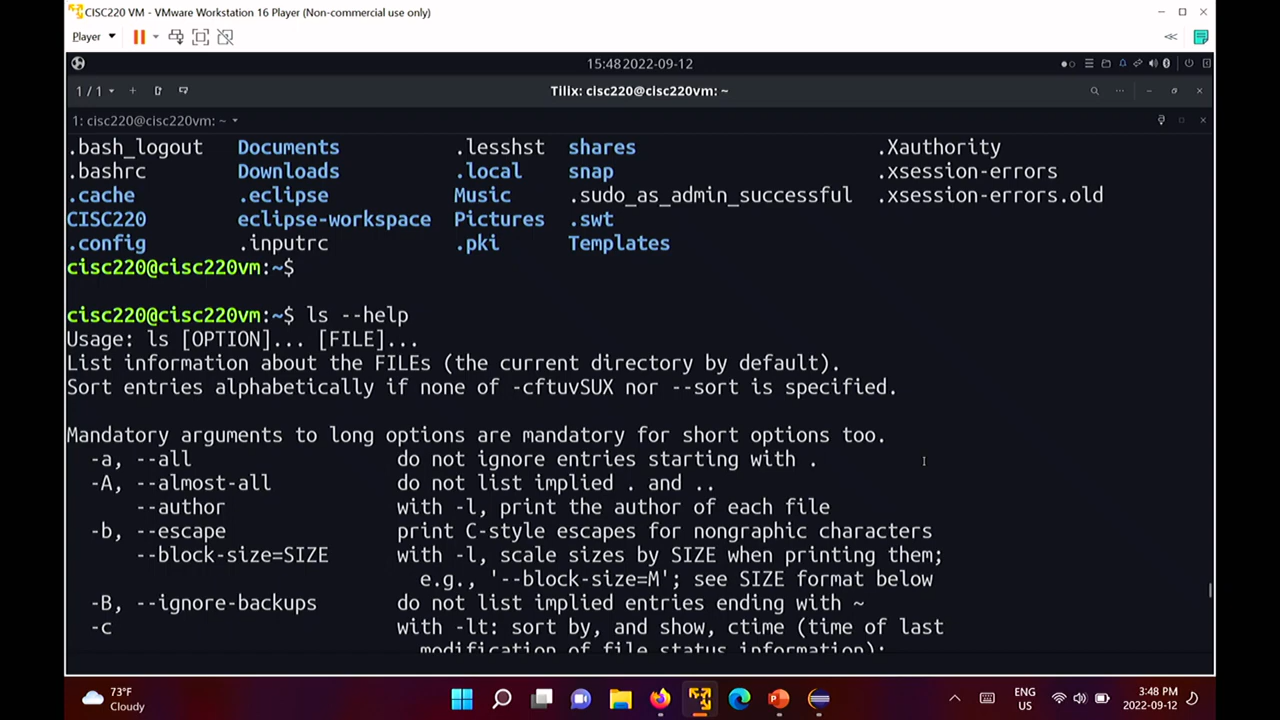 CISC220 VM - VMware Workstation 16 Player (Non-commercial use only)
Player
15:48 2022-09-12
1 / 1
Tilix: cisc220@cisc220vm: ~
1: cisc220@cisc220vm: ~
.bash_logout Documents .lesshst shares .Xauthority
.bashrc Downloads .local snap .xsession-errors
.cache .eclipse Music .sudo_as_admin_successful .xsession-errors.old
CISC220 eclipse-workspace Pictures .swt
.config .inputrc .pki Templates
cisc220@cisc220vm:~$
cisc220@cisc220vm:~$ ls --help
Usage: ls [OPTION]... [FILE]...
List information about the FILEs (the current directory by default).
Sort entries alphabetically if none of -cftuvSUX nor --sort is specified.
Mandatory arguments to long options are mandatory for short options too.
-a, --all do not ignore entries starting with .
-A, --almost-all do not list implied . and ..
--author with -l, print the author of each file
-b, --escape print C-style escapes for nongraphic characters
--block-size=SIZE with -l, scale sizes by SIZE when printing them;
e.g., '--block-size=M'; see SIZE format below
-B, --ignore-backups do not list implied entries ending with ~
-c with -lt: sort by, and show, ctime (time of last
modification of file status information);
73°F
Cloudy
ENG
US
3:48 PM
2022-09-12